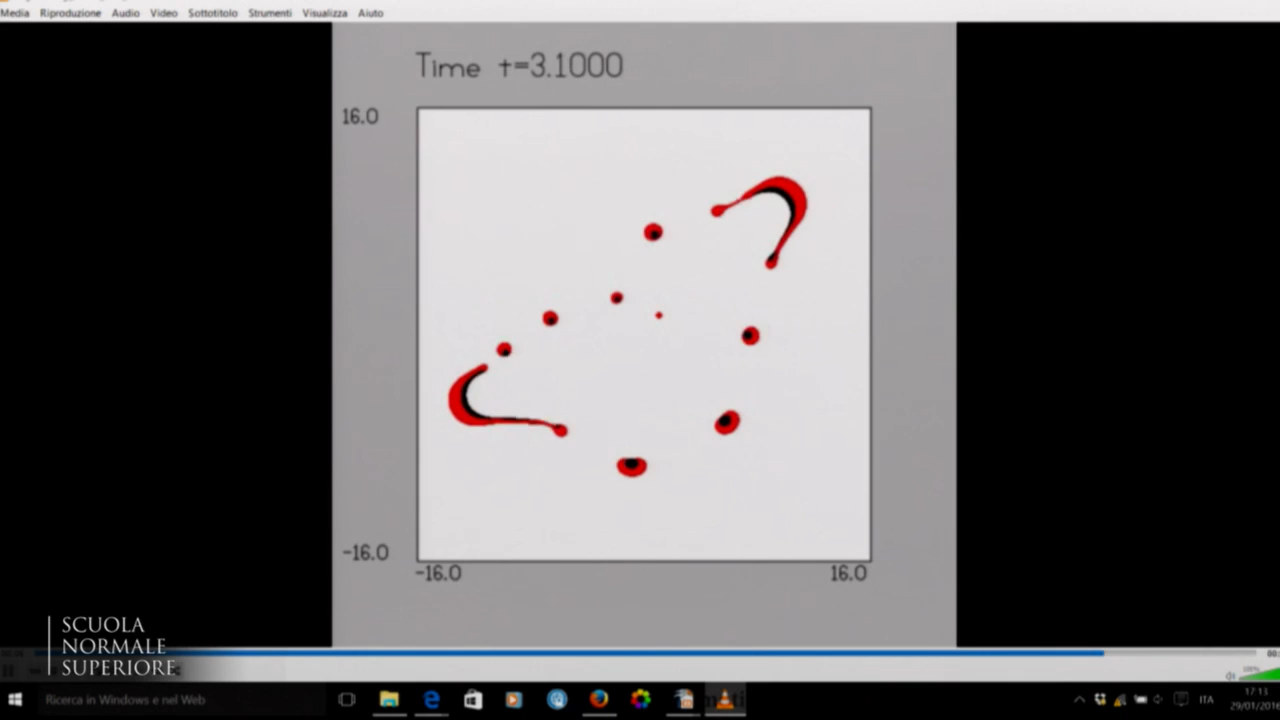 Media Riproduzione Audio Video Sottotitolo Strumenti Visualizza Aiuto
Time t=3.1000
16.0
-16.0
-16.0 16.0
SCUOLA
NORMALE
SUPERIORE
Ricerca in Windows e nel Web
ITA
17:13
29/01/2016